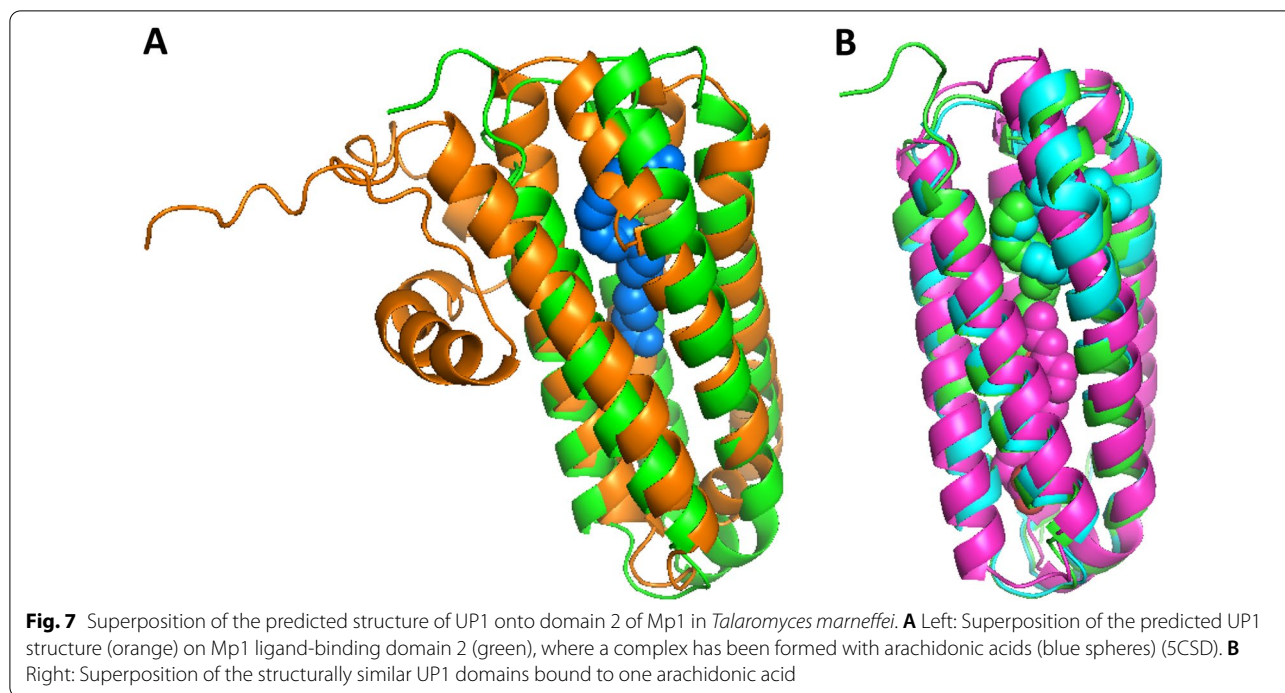 A
B
Fig. 7 Superposition of the predicted structure of UP1 onto domain 2 of Mp1 in Talaromyces marneffei. A Left: Superposition of the predicted UP1
structure (orange) on Mp1 ligand-binding domain 2 (green), where a complex has been formed with arachidonic acids (blue spheres) (5CSD). B
Right: Superposition of the structurally similar UP1 domains bound to one arachidonic acid